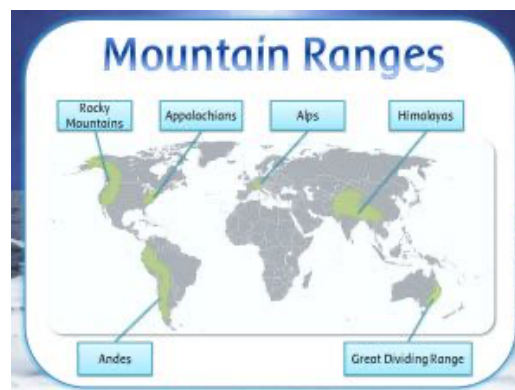 Mountain Ranges
Rocky
Mountains
Appalachians
Alps
Himalayas
Andes
Great Dividing Range